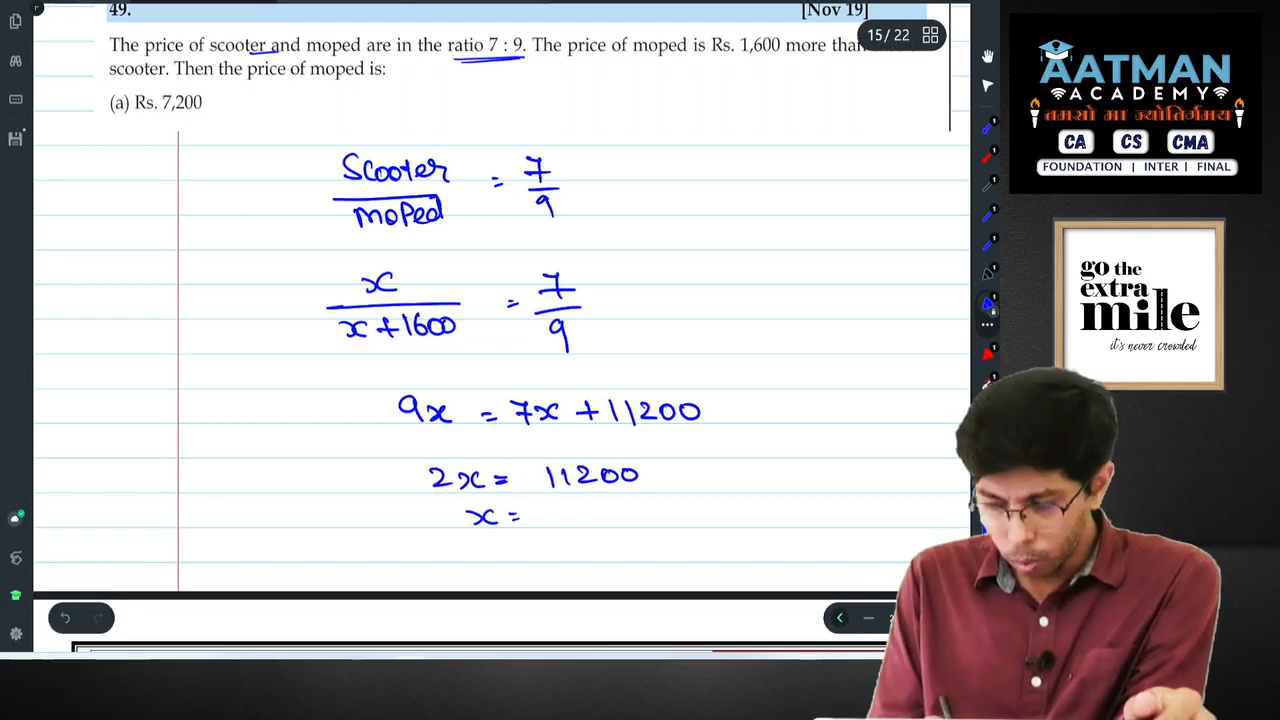 49.
[Nov 19]
15 / 22
The price of scooter and moped are in the ratio 7 : 9. The price of moped is Rs. 1,600 more than
scooter. Then the price of moped is:
(a) Rs. 7,200
Scooter = 7
moped 9
x = 7
x + 1600 9
9x = 7x + 11200
2x = 11200
x =
AATMAN
ACADEMY
तमसो मा ज्योतिर्गमय
CA CS CMA
FOUNDATION | INTER | FINAL
go the
extra
mile
it's never crowded